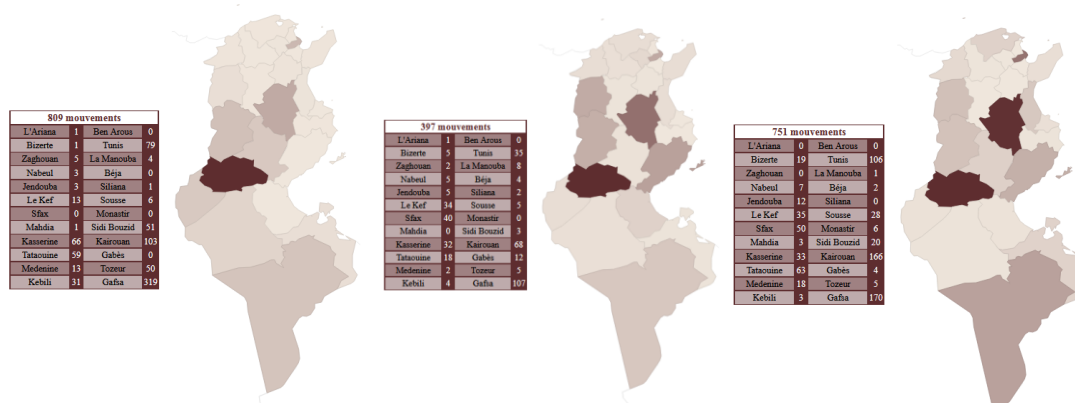 809 mouvements
L'Ariana 1 Ben Arous 0
Bizerte 1 Tunis 79
Zaghouan 5 La Manouba 4
Nabeul 3 Béja 0
Jendouba 3 Siliana 1
Le Kef 13 Sousse 6
Sfax 0 Monastir 0
Mahdia 1 Sidi Bouzid 51
Kasserine 66 Kairouan 103
Tataouine 59 Gabès 0
Medenine 13 Tozeur 50
Kebili 31 Gafsa 319
397 mouvements
L'Ariana 1 Ben Arous 0
Bizerte 5 Tunis 35
Zaghouan 2 La Manouba 8
Nabeul 5 Béja 4
Jendouba 5 Siliana 2
Le Kef 34 Sousse 5
Sfax 40 Monastir 0
Mahdia 0 Sidi Bouzid 3
Kasserine 32 Kairouan 68
Tataouine 18 Gabès 12
Medenine 2 Tozeur 5
Kebili 4 Gafsa 107
751 mouvements
L'Ariana 0 Ben Arous 0
Bizerte 19 Tunis 106
Zaghouan 0 La Manouba 1
Nabeul 7 Béja 2
Jendouba 12 Siliana 0
Le Kef 35 Sousse 28
Sfax 50 Monastir 6
Mahdia 3 Sidi Bouzid 20
Kasserine 33 Kairouan 166
Tataouine 63 Gabès 4
Medenine 18 Tozeur 5
Kebili 3 Gafsa 170